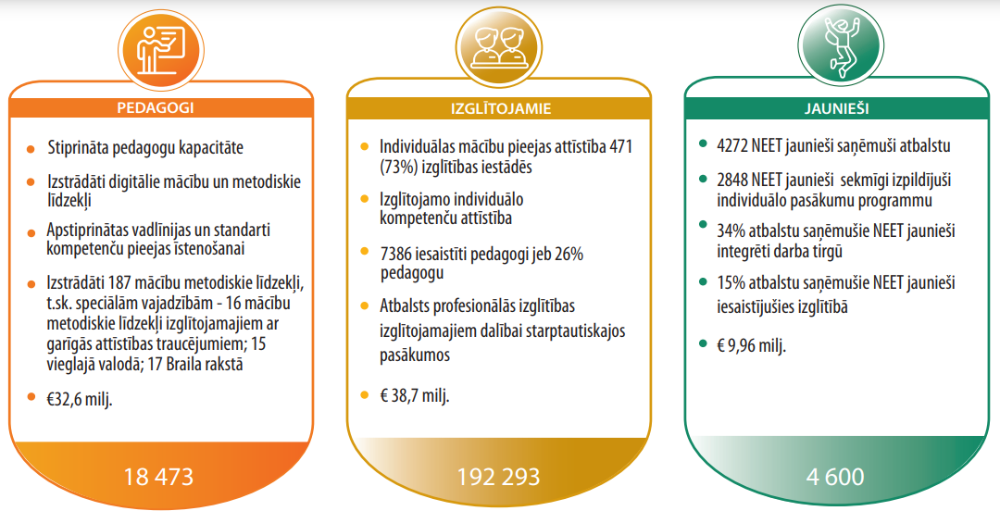 PEDAGOGI
Stiprināta pedagogu kapacitāte
Izstrādāti digitālie mācību un metodiskie
līdzekļi
Apstiprinātas vadlīnijas un standarti
kompetenču pieejas īstenošanai
Izstrādāti 187 mācību metodiskie līdzekļi,
t.sk. speciālām vajadzībām - 16 mācību
metodiskie līdzekļi izglītojamajiem ar
garīgās attīstības traucējumiem; 15
vieglajā valodā; 17 Braila rakstā
€32,6 milj.
18 473
IZGLĪTOJAMIE
Individuālas mācību pieejas attīstība 471
(73%) izglītības iestādēs
Izglītojamo individuālo
kompetenču attīstība
7386 iesaistīti pedagogi jeb 26%
pedagogu
Atbalsts profesionālās izglītības
izglītojamajiem dalībai starptautiskajos
pasākumos
€ 38,7 milj.
192 293
JAUNIEŠI
4272 NEET jaunieši saņēmuši atbalstu
2848 NEET jaunieši sekmīgi izpildījuši
individuālo pasākumu programmu
34% atbalstu saņēmušie NEET jaunieši
integrēti darba tirgū
15% atbalstu saņēmušie NEET jaunieši
iesaistījušies izglītībā
€ 9,96 milj.
4 600